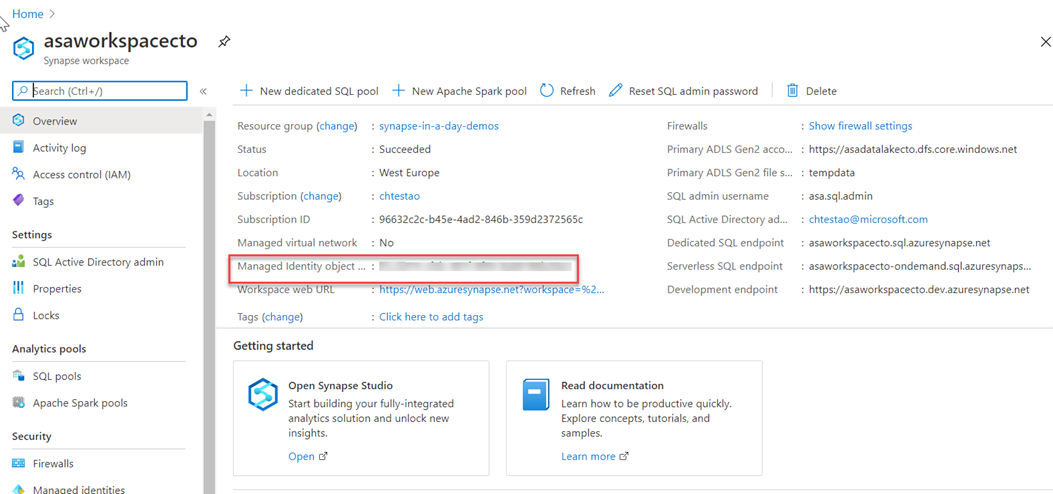 Home
asaworkspacecto
Synapse workspace
Search (Ctrl+/)
Overview
Activity log
Access control (IAM)
Tags
Settings
SQL Active Directory admin
Properties
Locks
Analytics pools
SQL pools
Apache Spark pools
Security
Firewalls
Managed identities
New dedicated SQL pool New Apache Spark pool Refresh Reset SQL admin password Delete
Resource group (change) : synapse-in-a-day-demos
Status : Succeeded
Location : West Europe
Subscription (change) : chtestao
Subscription ID : 96632c2c-b45e-4ad2-846b-359d2372565c
Managed virtual network : No
Managed Identity object ... :
Workspace web URL : https://web.azuresynapse.net?workspace=%2...
Tags (change) : Click here to add tags
Firewalls : Show firewall settings
Primary ADLS Gen2 acco... : https://asadatalakecto.dfs.core.windows.net
Primary ADLS Gen2 file s... : tempdata
SQL admin username : asa.sql.admin
SQL Active Directory ad... : chtestao@microsoft.com
Dedicated SQL endpoint : asaworkspacecto.sql.azuresynapse.net
Serverless SQL endpoint : asaworkspacecto-ondemand.sql.azuresynaps...
Development endpoint : https://asaworkspacecto.dev.azuresynapse.net
Getting started
Open Synapse Studio
Start building your fully-integrated
analytics solution and unlock new
insights.
Open
Read documentation
Learn how to be productive quickly.
Explore concepts, tutorials, and
samples.
Learn more